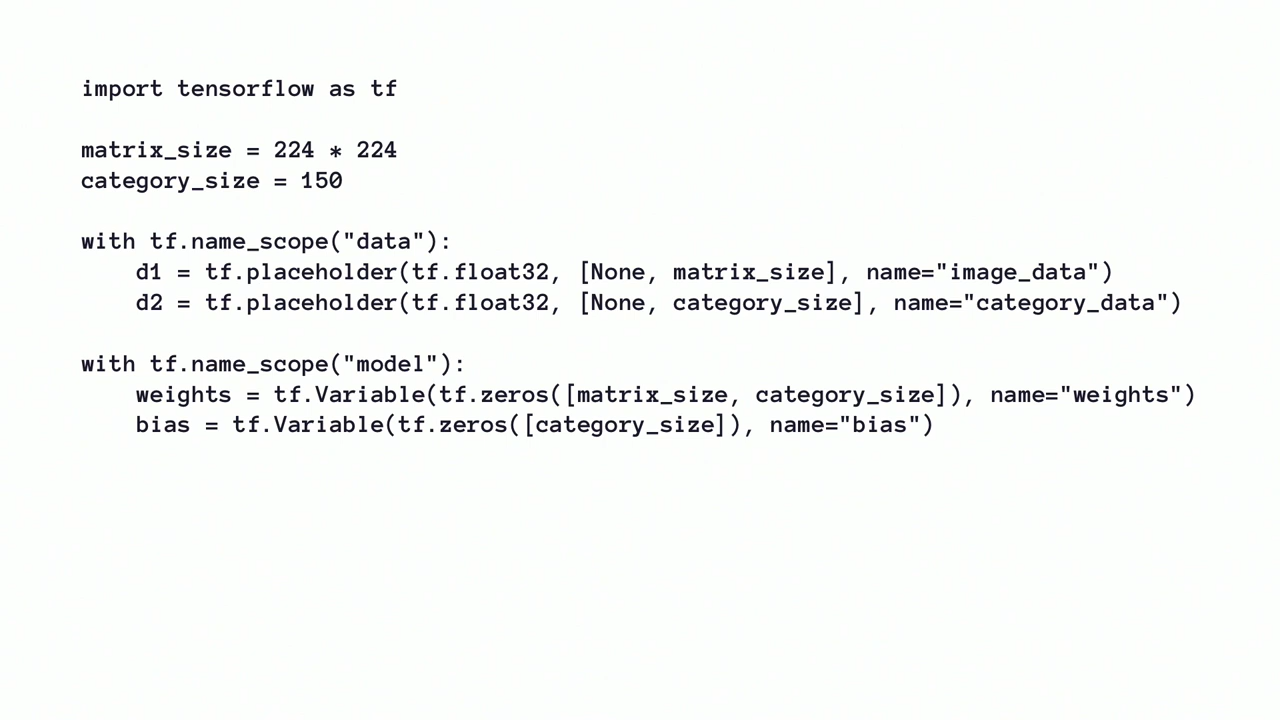 import tensorflow as tf
matrix_size = 224 * 224
category_size = 150
with tf.name_scope("data"):
    d1 = tf.placeholder(tf.float32, [None, matrix_size], name="image_data")
    d2 = tf.placeholder(tf.float32, [None, category_size], name="category_data")
with tf.name_scope("model"):
    weights = tf.Variable(tf.zeros([matrix_size, category_size]), name="weights")
    bias = tf.Variable(tf.zeros([category_size]), name="bias")